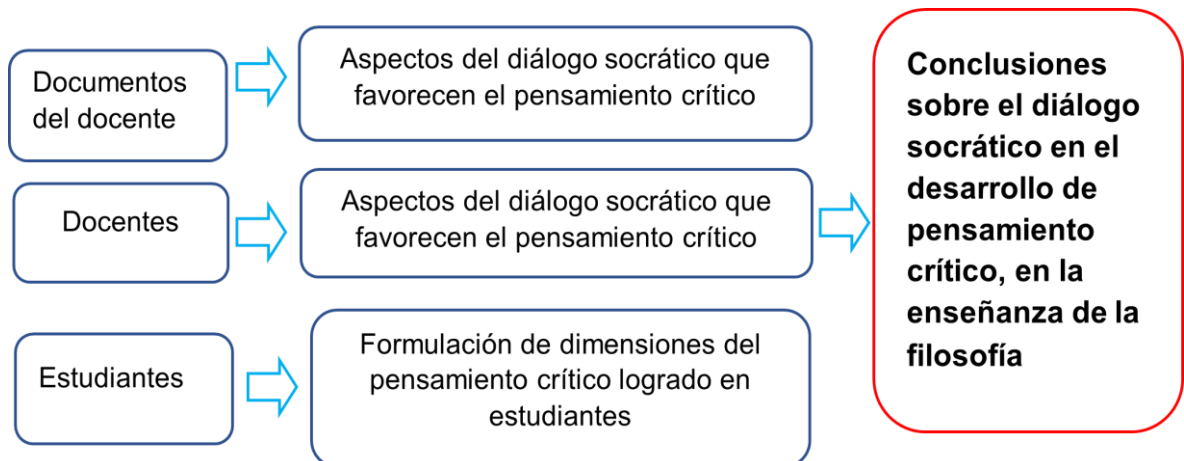 Documentos
del docente
Aspectos del diálogo socrático que
favorecen el pensamiento crítico
Docentes
Aspectos del diálogo socrático que
favorecen el pensamiento crítico
Estudiantes
Formulación de dimensiones del
pensamiento crítico logrado en
estudiantes
Conclusiones
sobre el diálogo
socrático en el
desarrollo de
pensamiento
crítico, en la
enseñanza de la
filosofía